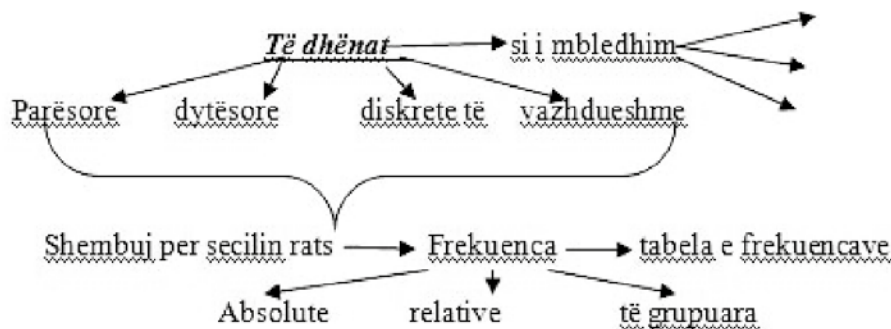 Të dhënat si i mbledhim
Parësore dytësore diskrete të vazhdueshme
Shembuj per secilin rats Frekuenca tabela e frekuencave
Absolute relative të grupuara